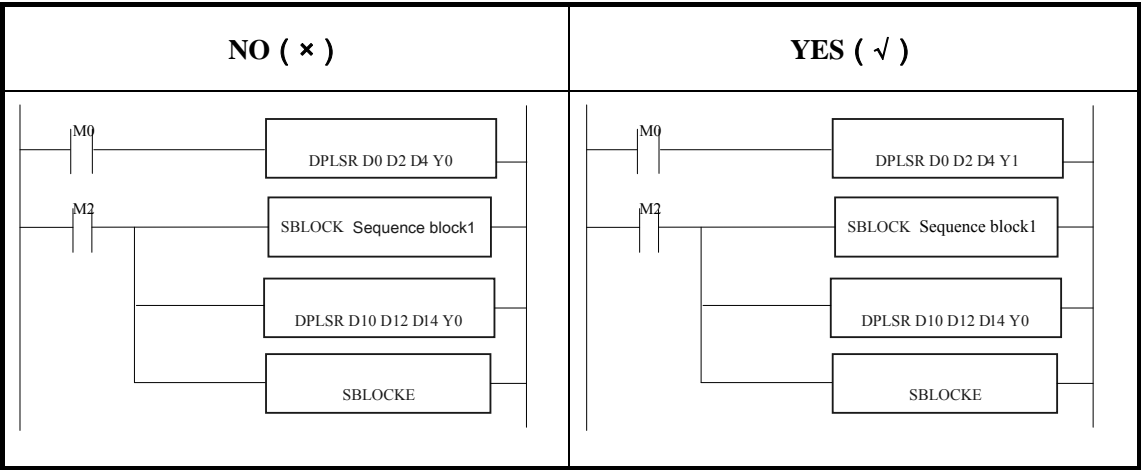 NO ( × )
YES ( √ )
M0
DPLSR D0 D2 D4 Y0
M2
SBLOCK Sequence block1
DPLSR D10 D12 D14 Y0
SBLOCKE
M0
DPLSR D0 D2 D4 Y1
M2
SBLOCK Sequence block1
DPLSR D10 D12 D14 Y0
SBLOCKE